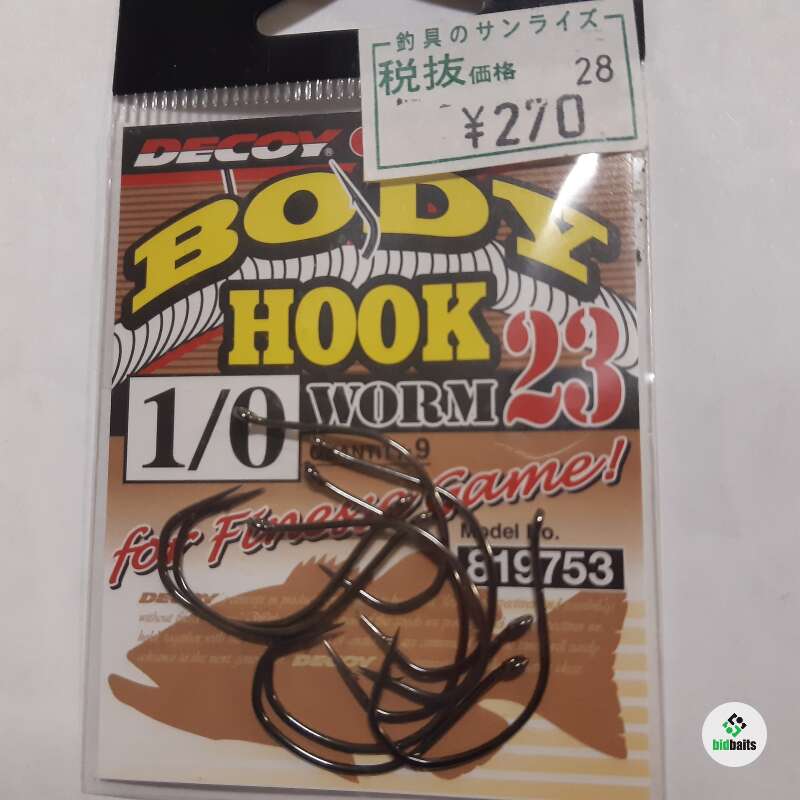 釣具のサンライズ
税抜価格 28
¥270
DECOY®
BODY
HOOK
WORM 23
1/0
QUANTITY 9
for Finesse Game!
Model No.
819753
DECOY
DECOY
bidbaits